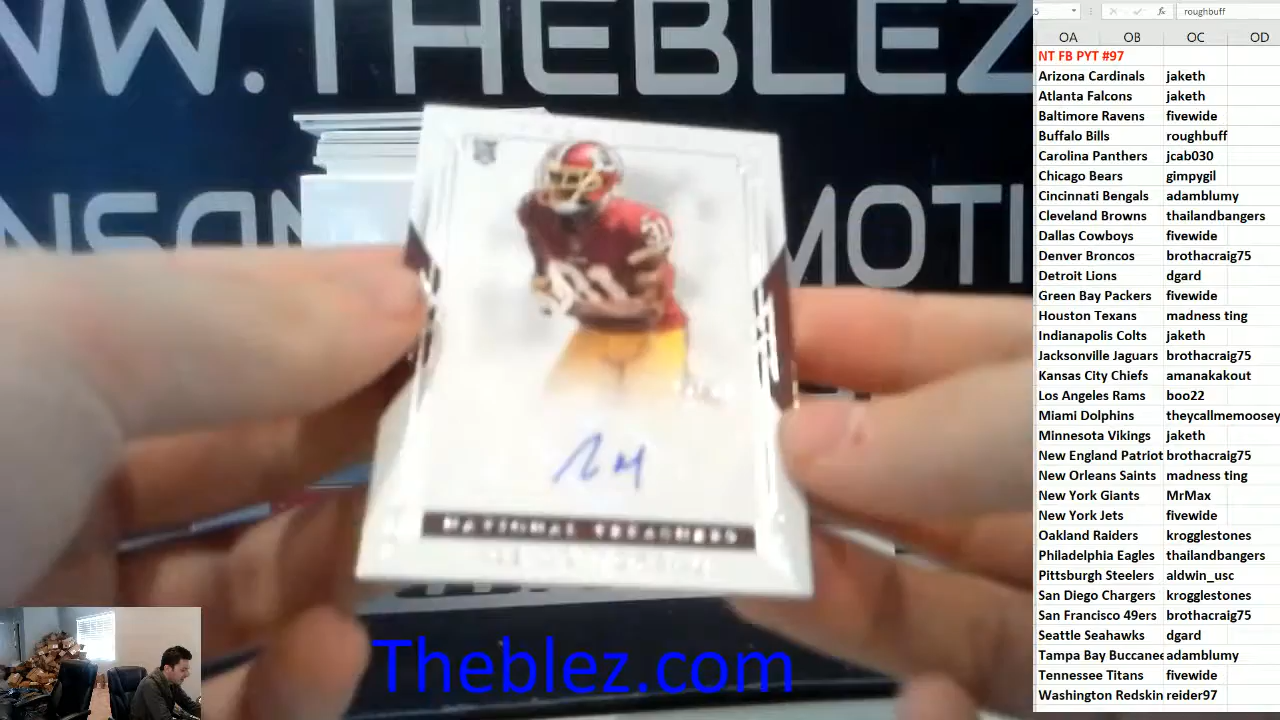 WW.THEBLEZ
NSON
MOTI
31
31
NATIONAL TREASURES
Theblez.com
roughbuff
OA OB OC OD
NT FB PYT #97
Arizona Cardinals jaketh
Atlanta Falcons jaketh
Baltimore Ravens fivewide
Buffalo Bills roughbuff
Carolina Panthers jcab030
Chicago Bears gimpygil
Cincinnati Bengals adamblumy
Cleveland Browns thailandbangers
Dallas Cowboys fivewide
Denver Broncos brothacraig75
Detroit Lions dgard
Green Bay Packers fivewide
Houston Texans madness ting
Indianapolis Colts jaketh
Jacksonville Jaguars brothacraig75
Kansas City Chiefs amanakakout
Los Angeles Rams boo22
Miami Dolphins theycallmemoosey
Minnesota Vikings jaketh
New England Patriot brothacraig75
New Orleans Saints madness ting
New York Giants MrMax
New York Jets fivewide
Oakland Raiders krogglestones
Philadelphia Eagles thailandbangers
Pittsburgh Steelers aldwin_usc
San Diego Chargers krogglestones
San Francisco 49ers brothacraig75
Seattle Seahawks dgard
Tampa Bay Buccanee adamblumy
Tennessee Titans fivewide
Washington Redskin reider97